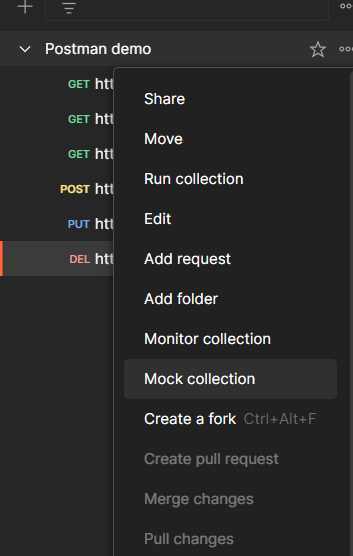 Postman demo
GET htt
GET htt
GET htt
POST htt
PUT htt
DEL htt
Share
Move
Run collection
Edit
Add request
Add folder
Monitor collection
Mock collection
Create a fork Ctrl+Alt+F
Create pull request
Merge changes
Pull changes